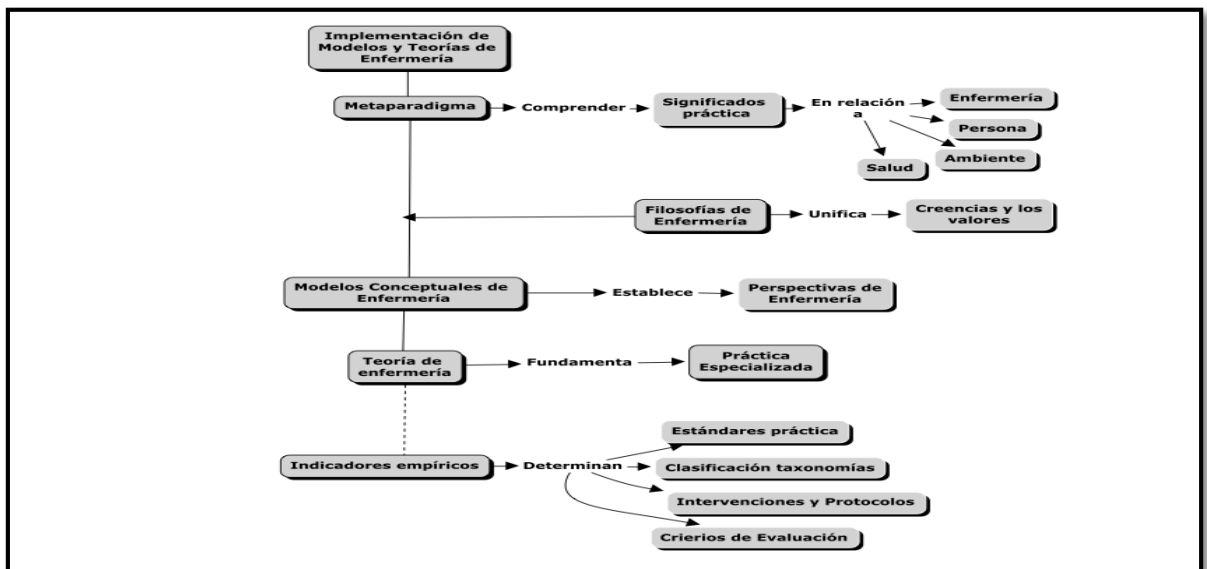 Implementación de
Modelos y Teorías de
Enfermería
Metaparadigma
Comprender
Significados
práctica
En relación
a
Enfermería
Persona
Ambiente
Salud
Filosofías de
Enfermería
Unifica
Creencias y los
valores
Modelos Conceptuales de
Enfermería
Establece
Perspectivas de
Enfermería
Teoría de
enfermería
Fundamenta
Práctica
Especializada
Indicadores empíricos
Determinan
Estándares práctica
Clasificación taxonomías
Intervenciones y Protocolos
Crierios de Evaluación